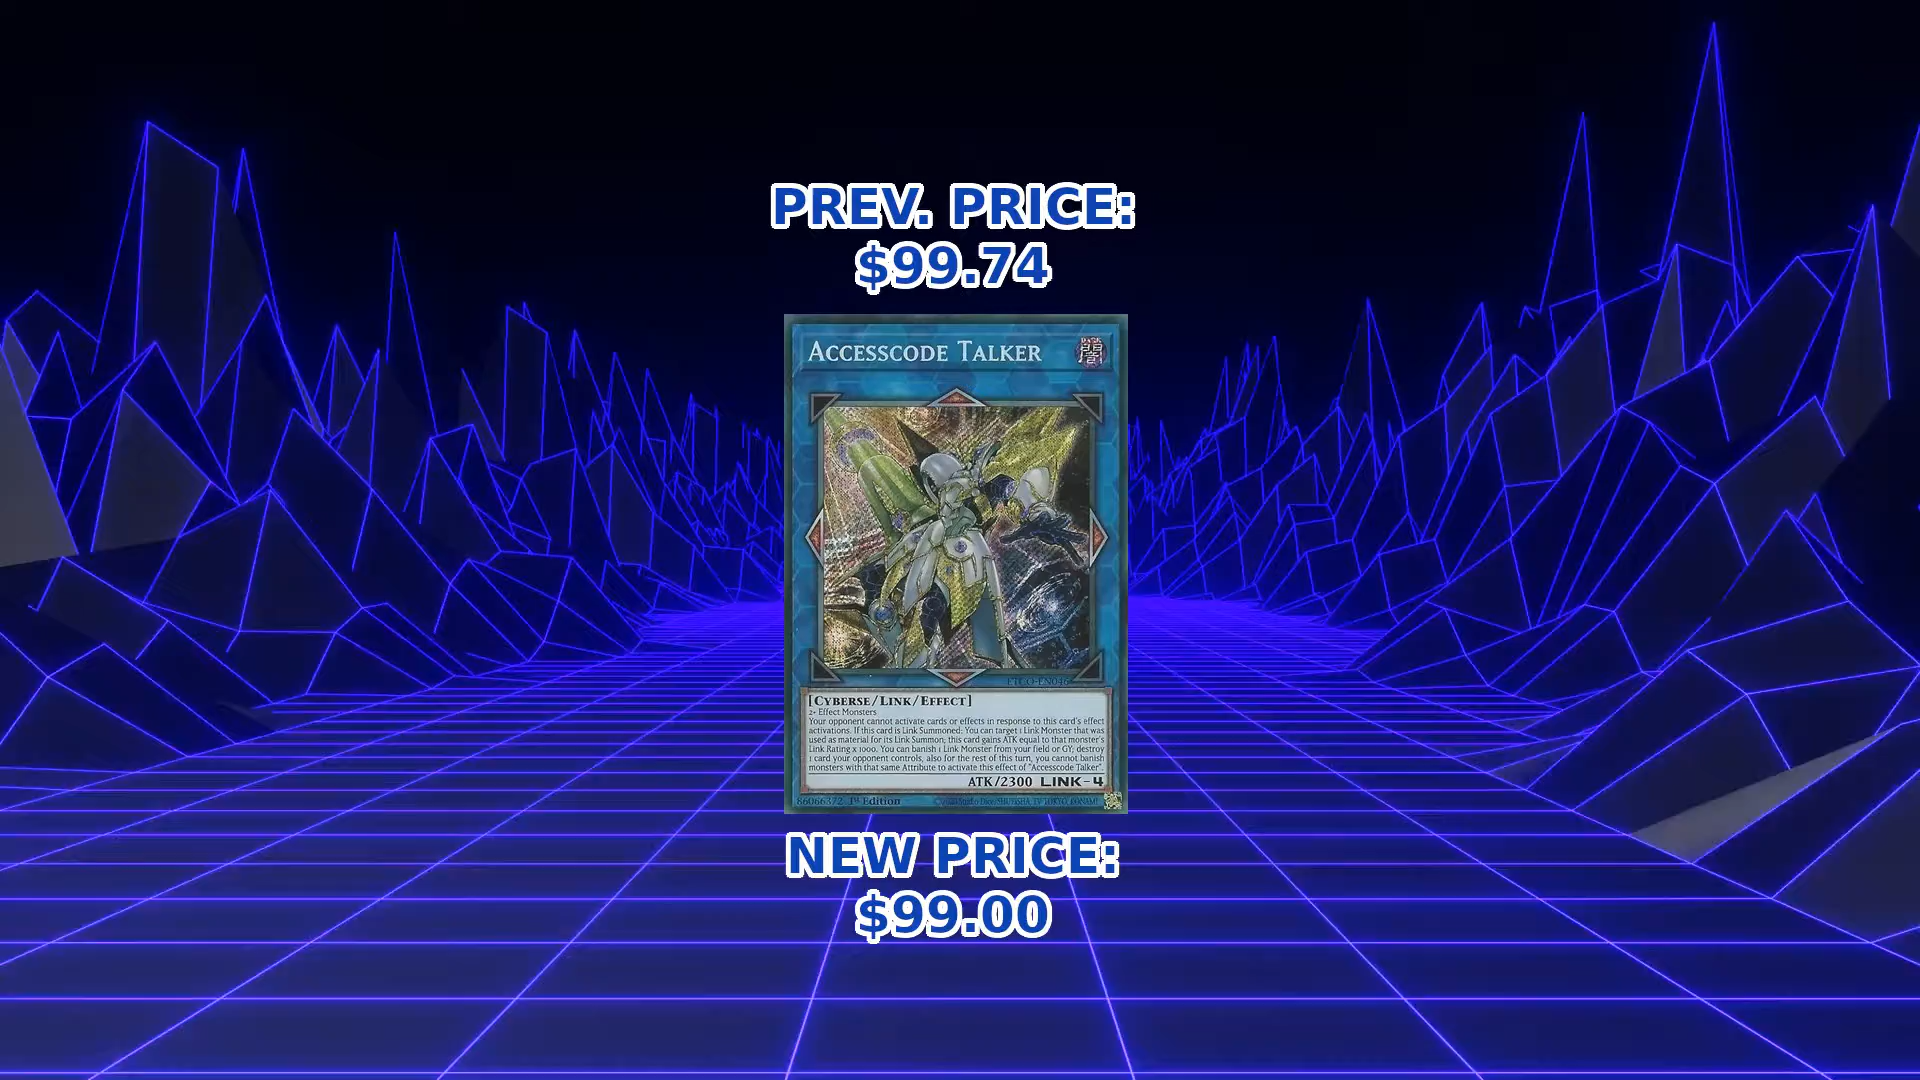 PREV. PRICE:
$99.74
ACCESSCODE TALKER
闇
ETCO-EN046
[CYBERSE/LINK/EFFECT]
2+ Effect Monsters
Your opponent cannot activate cards or effects in response to this card's effect
activations. If this card is Link Summoned: You can target 1 Link Monster that was
used as material for its Link Summon; this card gains ATK equal to that monster's
Link Rating x 1000. You can banish 1 Link Monster from your field or GY; destroy
1 card your opponent controls, also for the rest of this turn, you cannot banish
monsters with that same Attribute to activate this effect of "Accesscode Talker".
ATK/2300 LINK-4
86066372 1st Edition
NEW PRICE:
$99.00